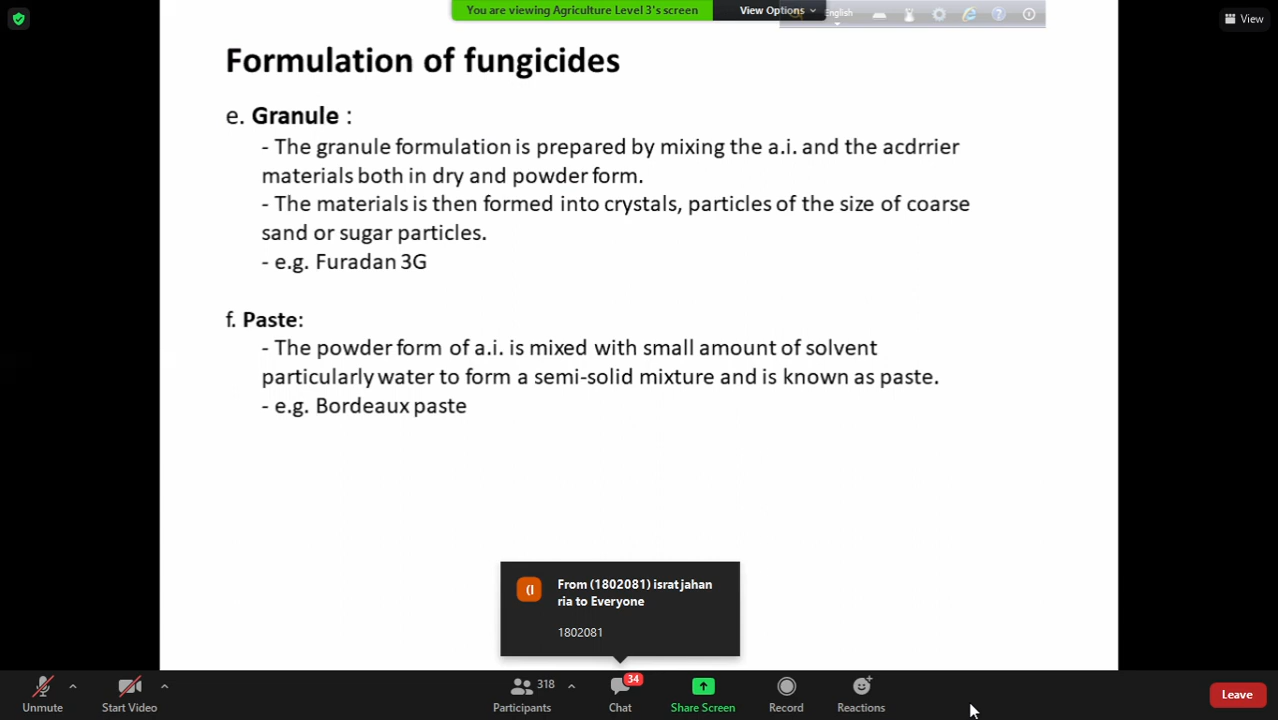 You are viewing Agriculture Level 3's screen
View Options
English
View
Formulation of fungicides
e. Granule :
- The granule formulation is prepared by mixing the a.i. and the acdrrier
materials both in dry and powder form.
- The materials is then formed into crystals, particles of the size of coarse
sand or sugar particles.
- e.g. Furadan 3G
f. Paste:
- The powder form of a.i. is mixed with small amount of solvent
particularly water to form a semi-solid mixture and is known as paste.
- e.g. Bordeaux paste
(I
From (1802081) israt jahan
ria to Everyone
1802081
318
34
Unmute
Start Video
Participants
Chat
Share Screen
Record
Reactions
Leave